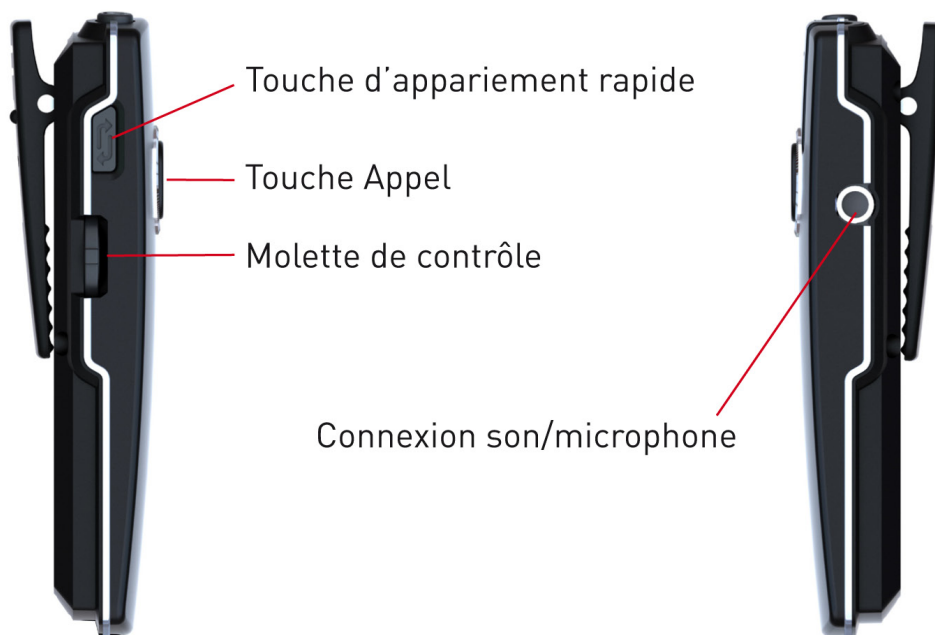 Touche d’appariement rapide
Touche Appel
Molette de contrôle
Connexion son/microphone